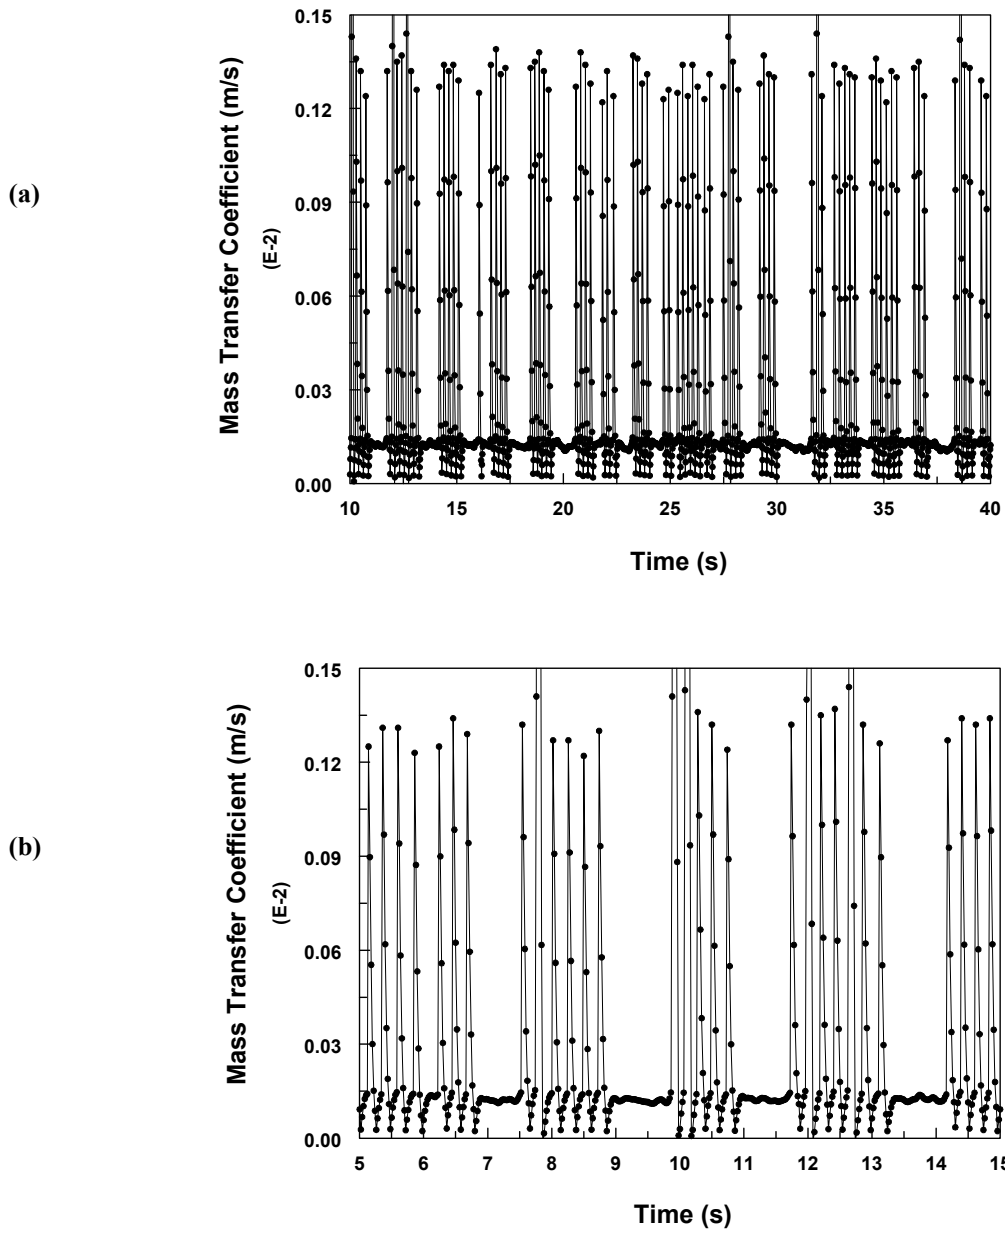 (a)
Mass Transfer Coefficient (m/s)
(E-2)
0.15
0.12
0.09
0.06
0.03
0.00
10 15 20 25 30 35 40
Time (s)
(b)
Mass Transfer Coefficient (m/s)
(E-2)
0.15
0.12
0.09
0.06
0.03
0.00
5 6 7 8 9 10 11 12 13 14 15
Time (s)